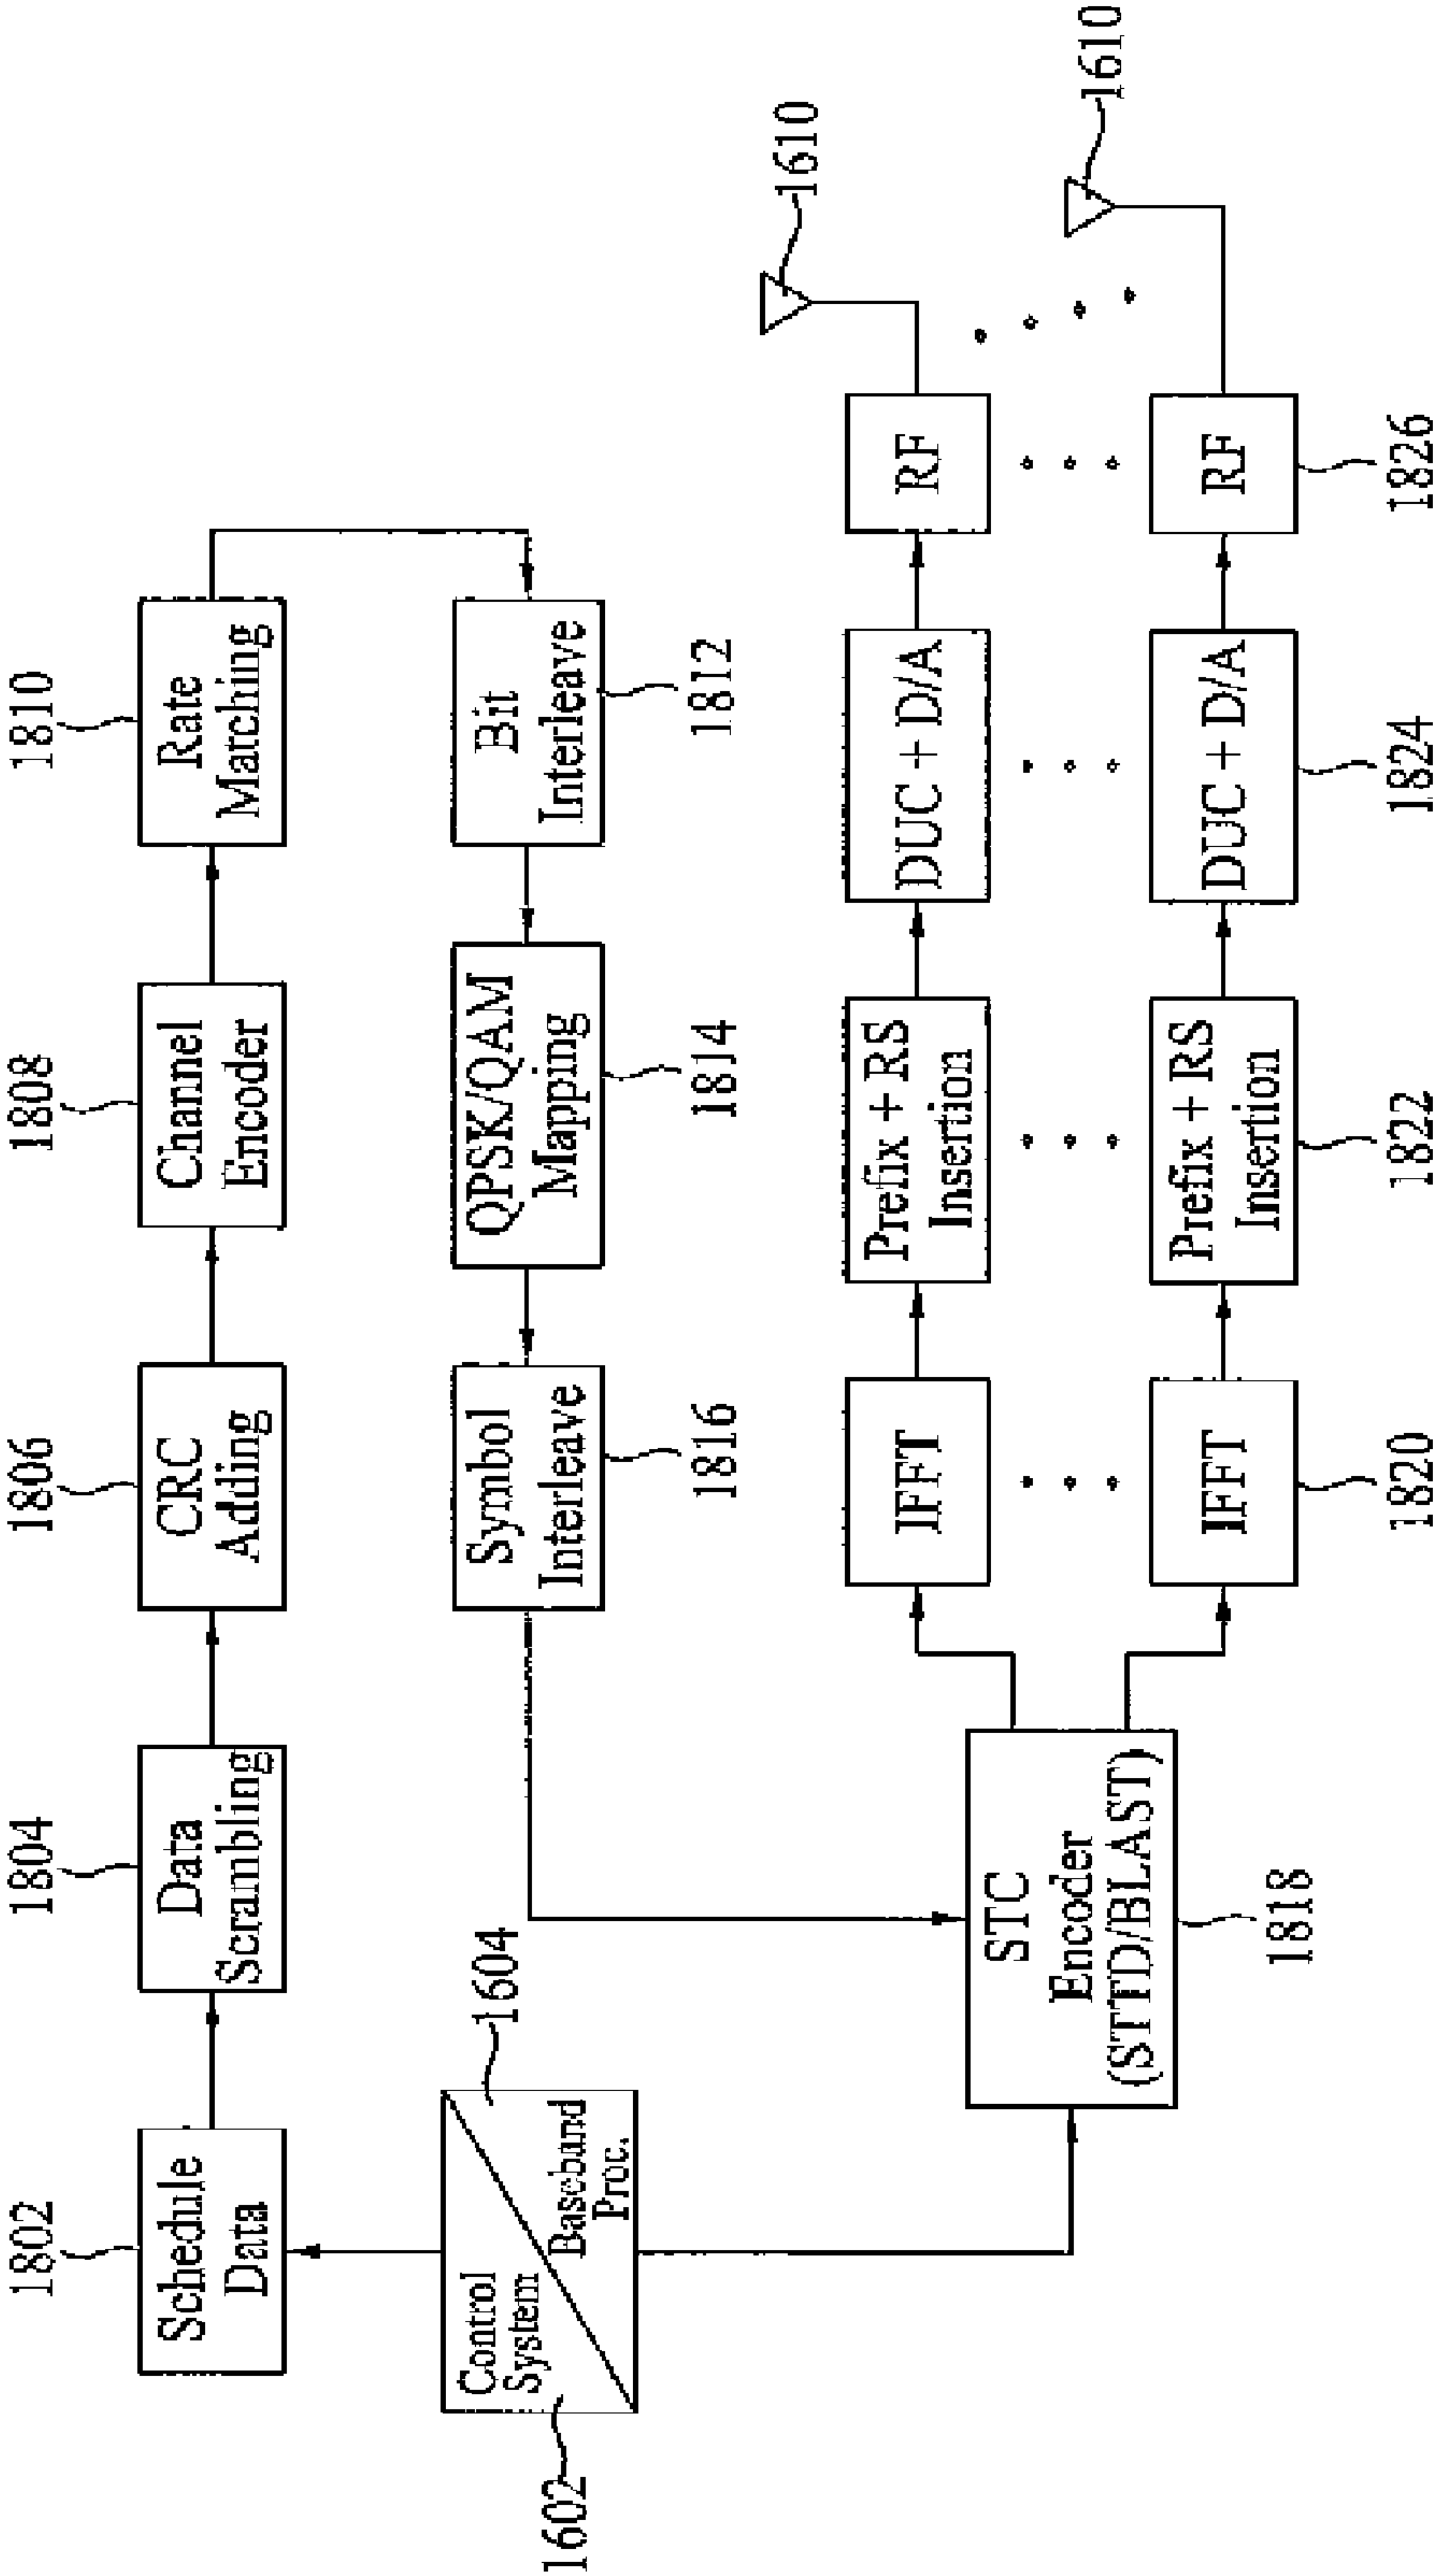 1802
1804
1806
1808
1810
Schedule
Data
Data
Scrambling
CRC
Adding
Channel
Encoder
Rate
Matching
1604
Control
System
Baseband
Proc.
1602
Symbol
Interleave
QPSK/QAM
Mapping
Bit
Interleave
1816
1814
1812
1610
1610
STC
Encoder
(STTD/BLAST)
1818
IFFT
Prefix + RS
Insertion
DUC + D/A
RF
IFFT
Prefix + RS
Insertion
DUC + D/A
RF
1820
1822
1824
1826